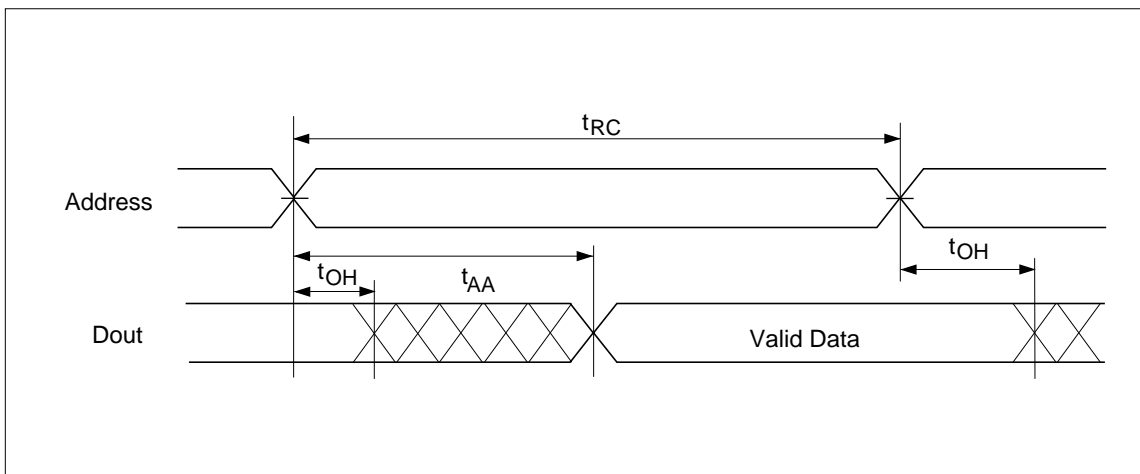 tRC
Address
tOH
tAA
tOH
Dout
Valid Data